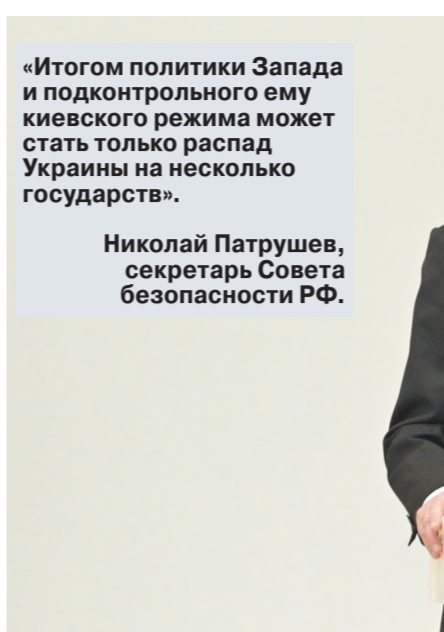 «Итогом политики Запада
и подконтрольного ему
киевского режима может
стать только распад
Украины на несколько
государств».
Николай Патрушев,
секретарь Совета
безопасности РФ.